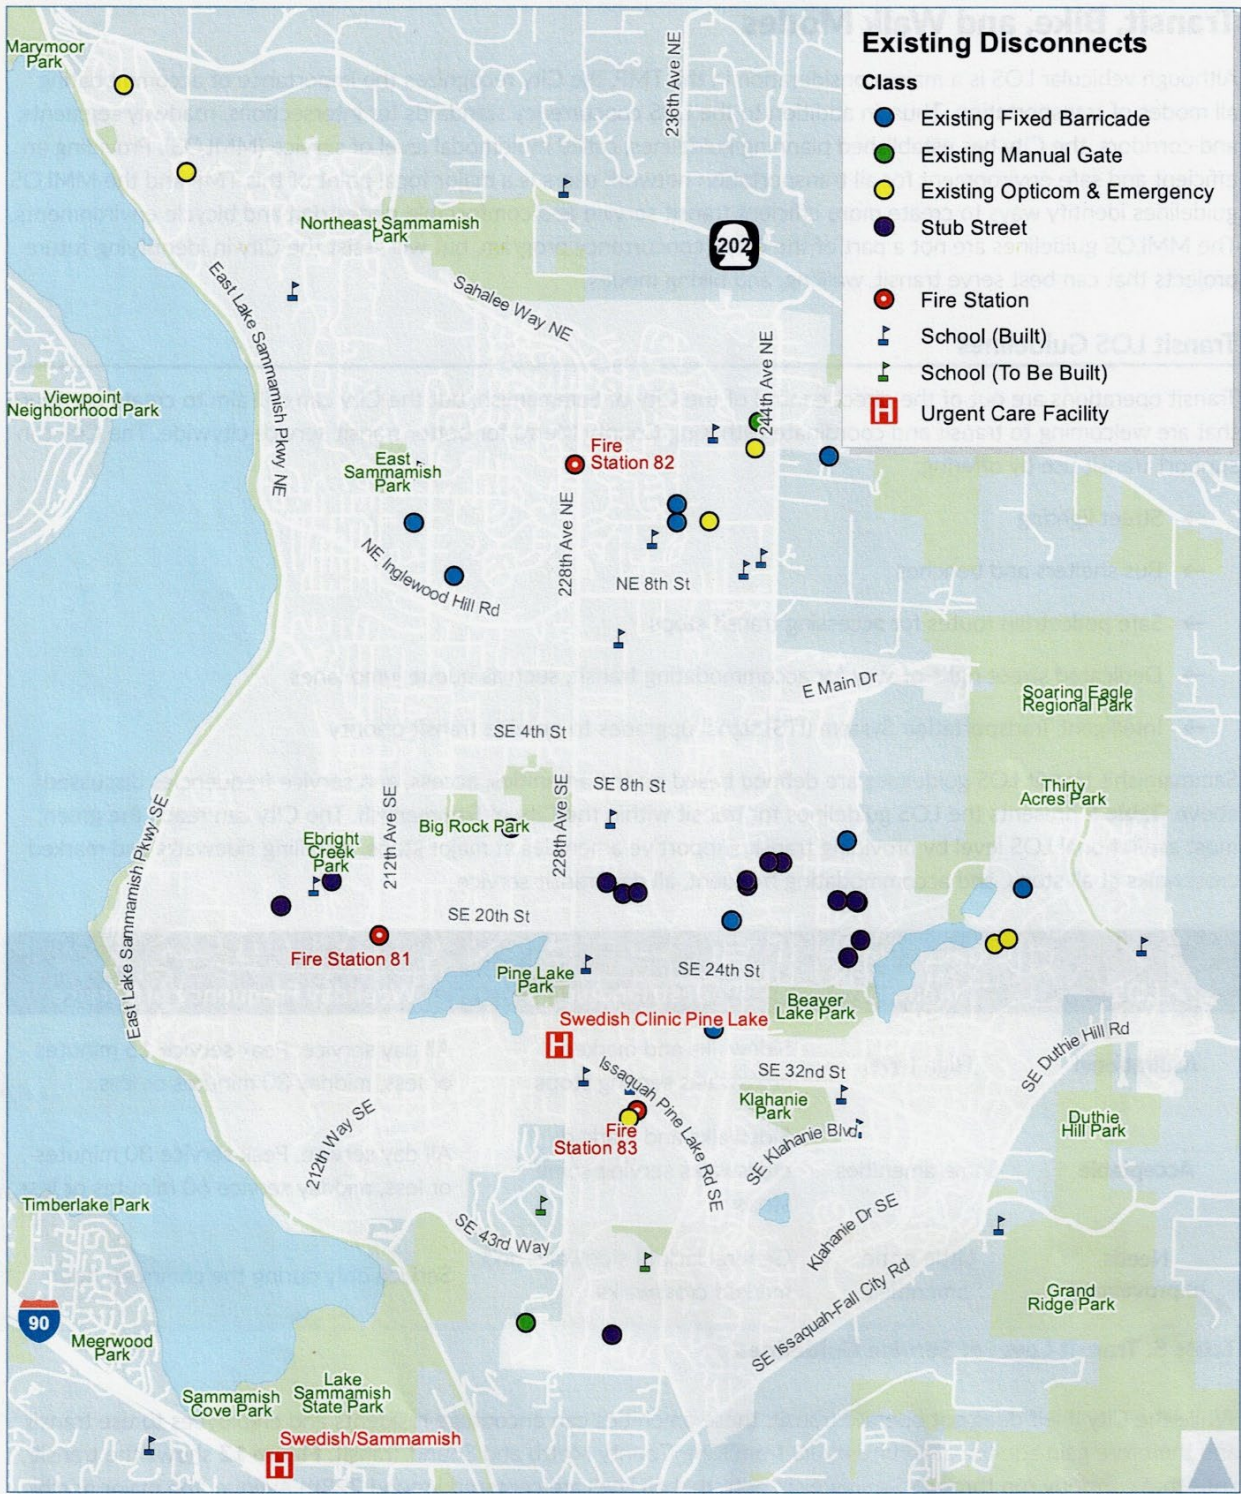 Existing Disconnects
Class
Existing Fixed Barricade
Existing Manual Gate
Existing Opticom & Emergency
Stub Street
Fire Station
School (Built)
School (To Be Built)
H Urgent Care Facility
Marymoor
Park
236th Ave NE
Northeast Sammamish
Park
202
East Lake Sammamish Pkwy NE
Sahalee Way NE
244th Ave NE
Viewpoint
Neighborhood Park
East
Sammamish
Park
Fire
Station 82
228th Ave NE
NE Inglewood Hill Rd
NE 8th St
E Main Dr
Soaring Eagle
Regional Park
SE 4th St
SE 8th St
Thirty
Acres Park
East Lake Sammamish Pkwy SE
Ebright
Creek
Park
212th Ave SE
Big Rock Park
228th Ave SE
SE 20th St
Fire Station 81
Pine Lake
Park
SE 24th St
Beaver
Lake Park
Swedish Clinic Pine Lake
H
SE 32nd St
SE Duthie Hill Rd
Issaquah Pine Lake Rd SE
Klahanie
Park
SE Klahanie Blvd
Duthie
Hill Park
Fire
Station 83
212th Way SE
Timberlake Park
SE 43rd Way
Klahanie Dr SE
SE Issaquah-Fall City Rd
Grand
Ridge Park
90
Meerwood
Park
Sammamish
Cove Park
Lake
Sammamish
State Park
Swedish/Sammamish
H